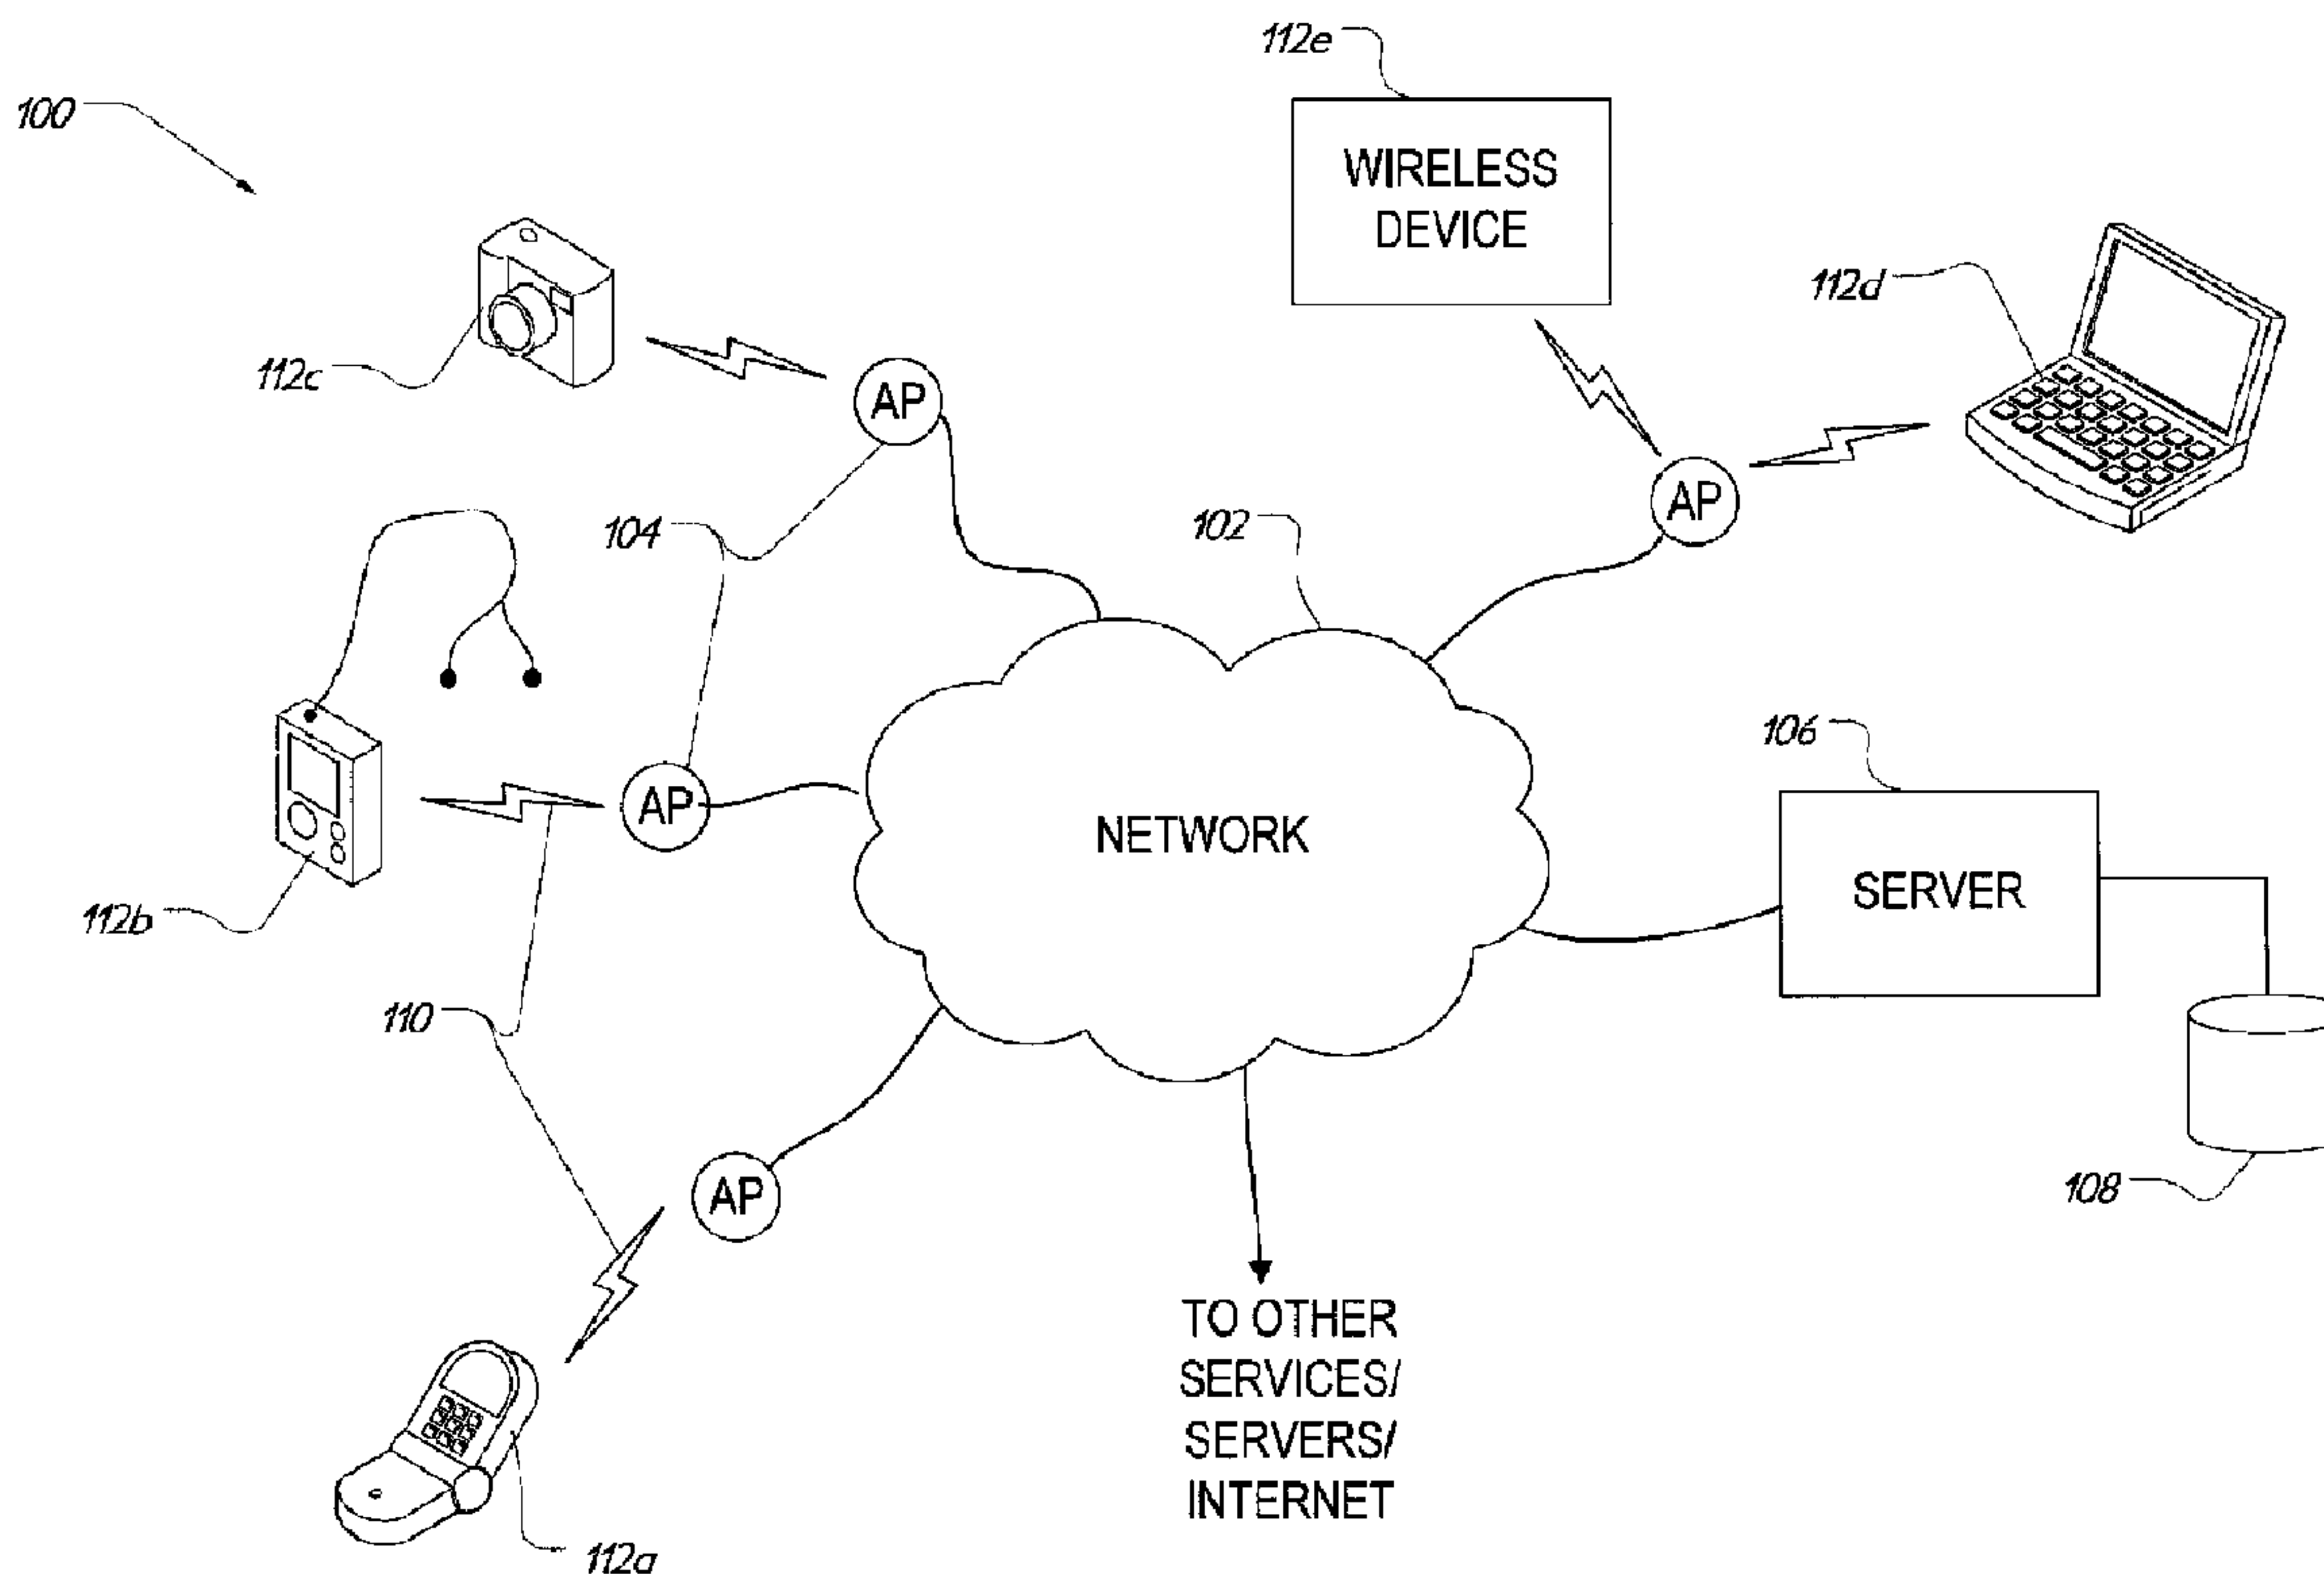 112e
100
WIRELESS
DEVICE
112d
112c
AP
104
102
AP
106
AP
NETWORK
SERVER
112b
110
AP
108
TO OTHER
SERVICES/
SERVERS/
INTERNET
112a